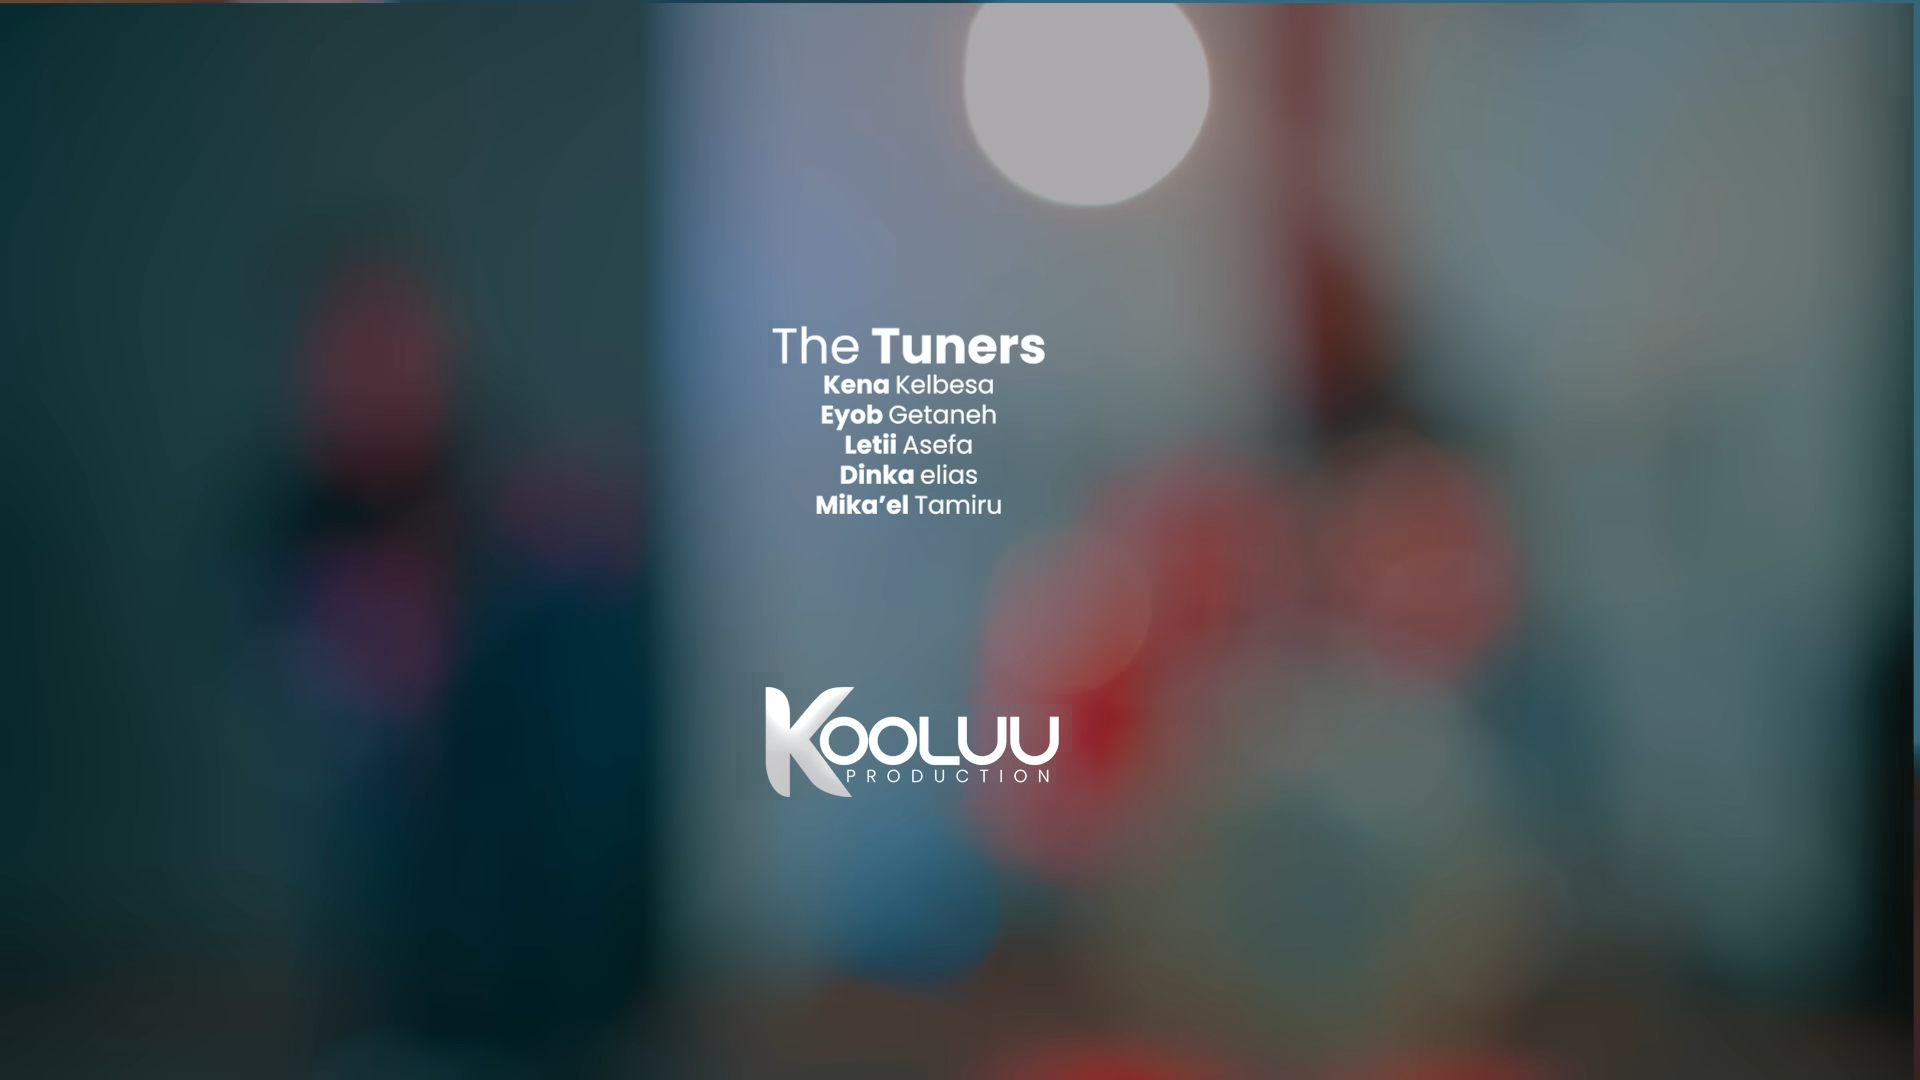 The Tuners
Kena Kelbesa
Eyob Getaneh
Letii Asefa
Dinka elias
Mika’el Tamiru
KOOLUU
PRODUCTION